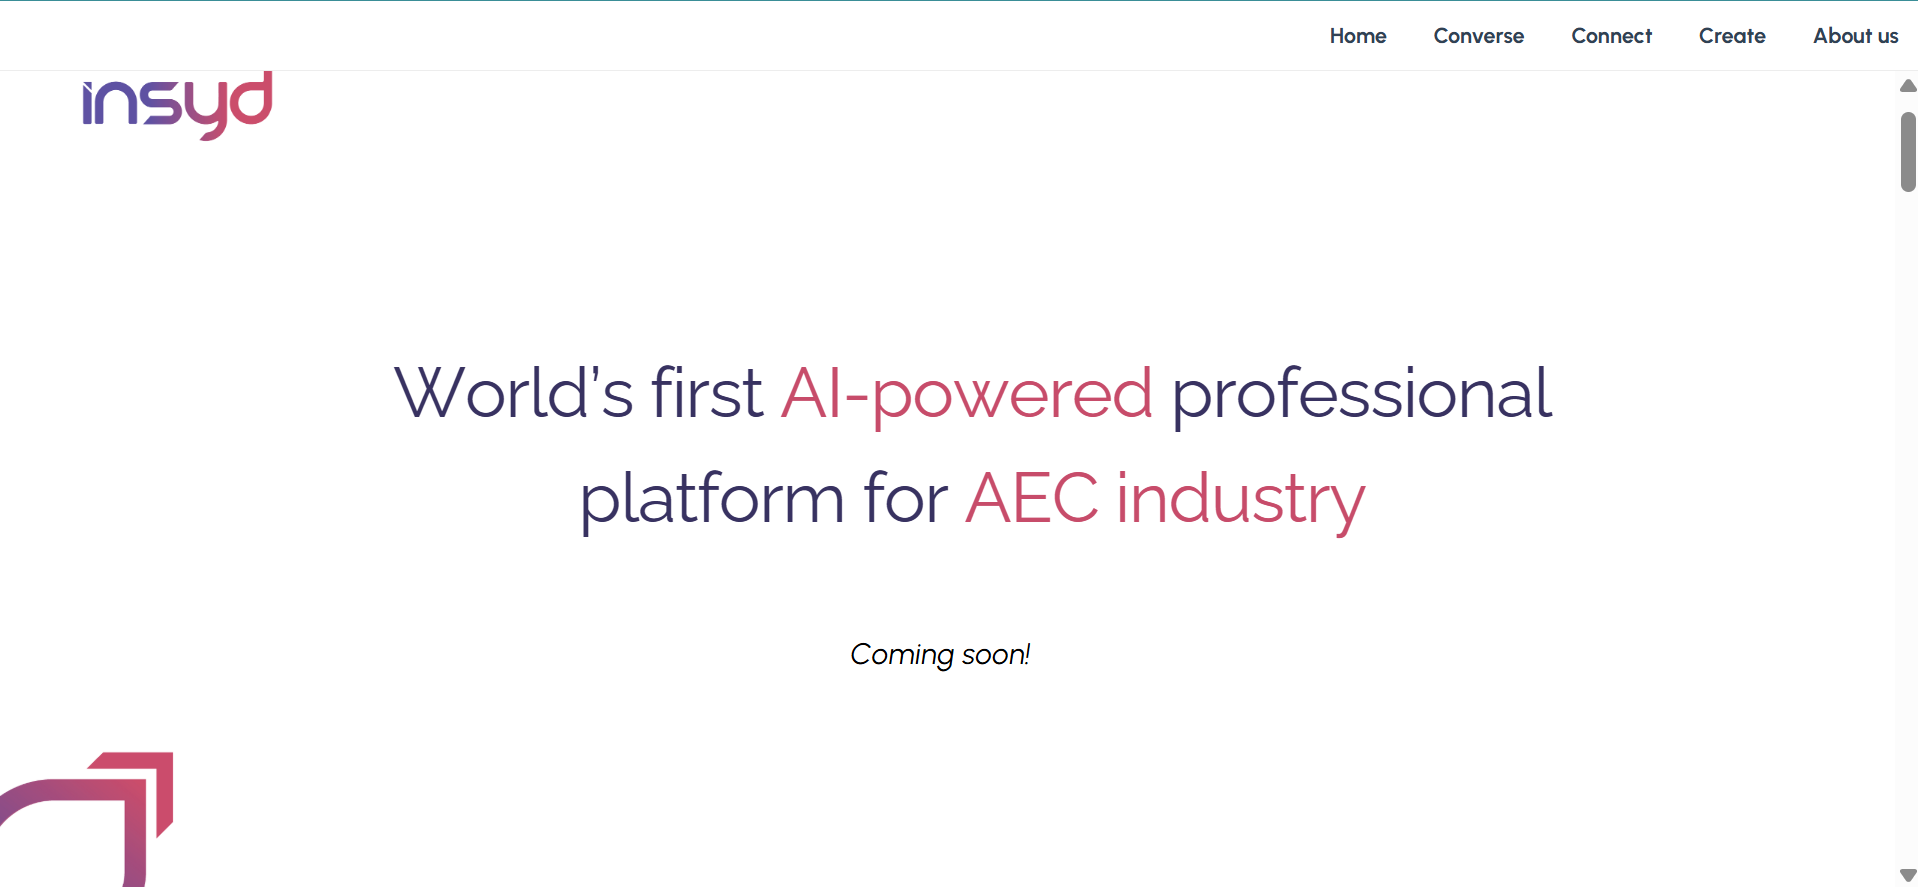 Home Converse Connect Create About us
insyd
World’s first AI-powered professional
platform for AEC industry
Coming soon!